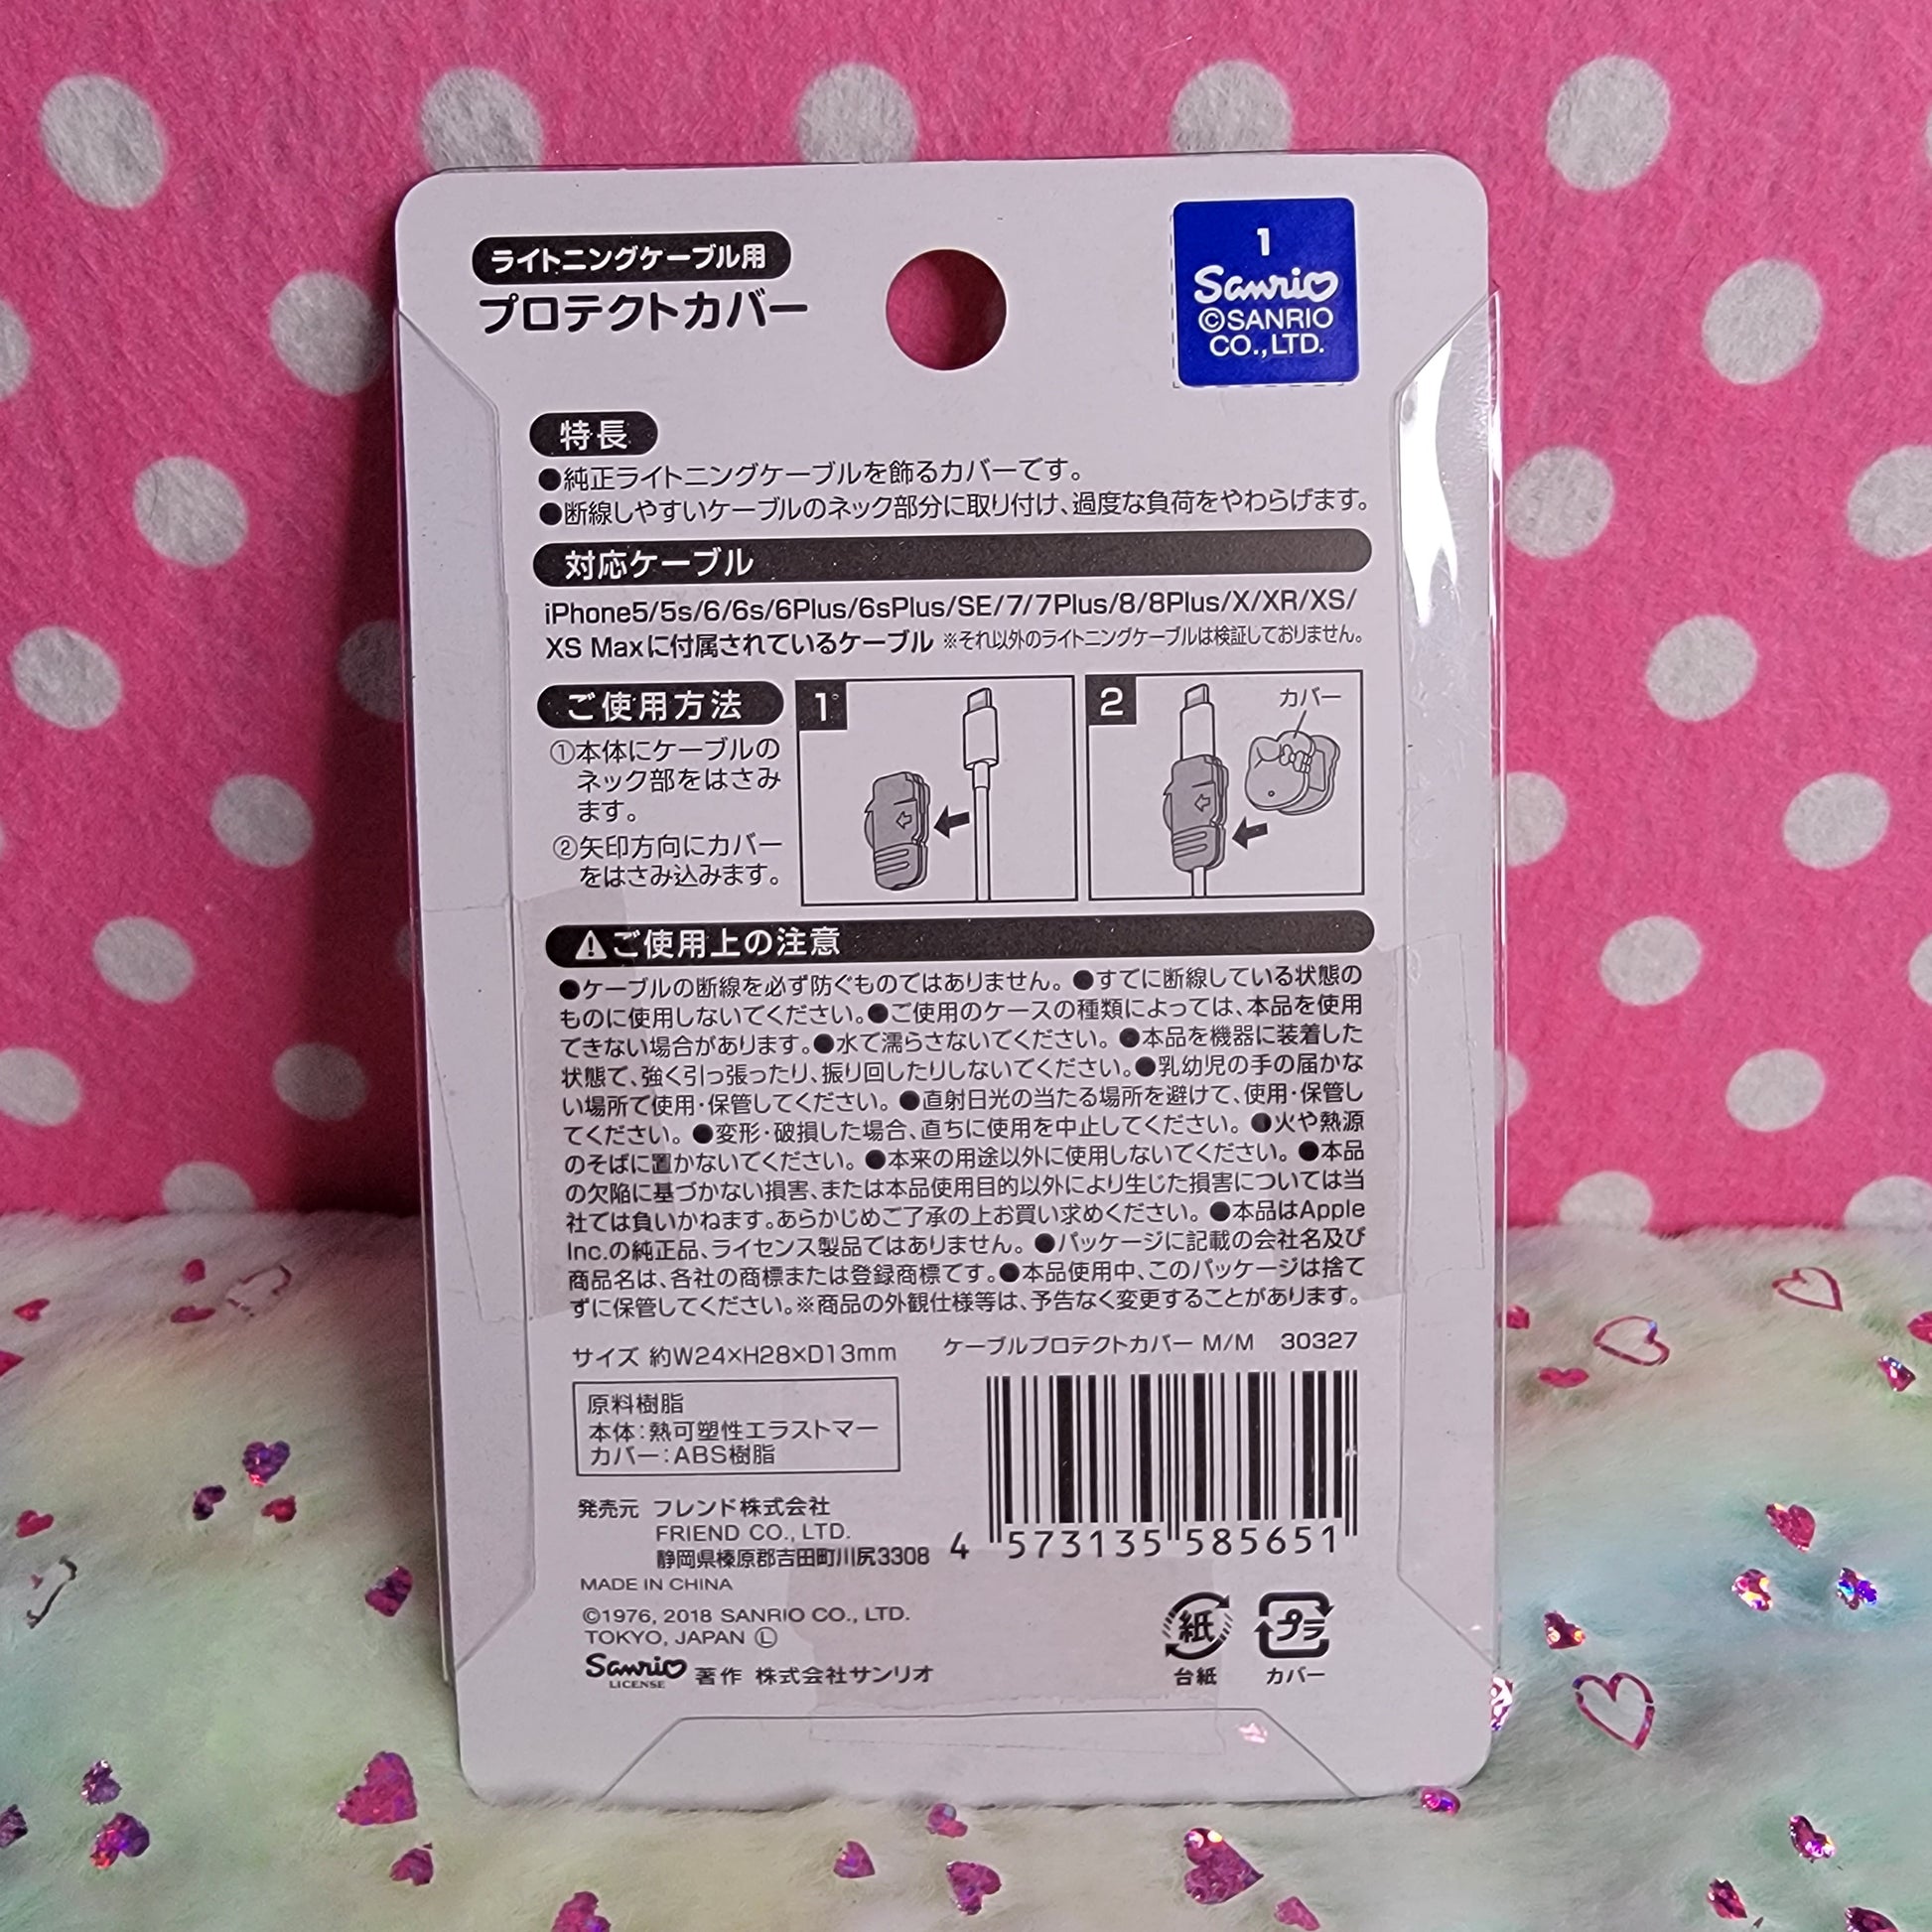 ライトニングケーブル用
プロテクトカバー
1
Sanrio
©SANRIO
CO.,LTD.
特長
●純正ライトニングケーブルを飾るカバーです。
●断線しやすいケーブルのネック部分に取り付け、過度な負荷をやわらげます。
対応ケーブル
iPhone5/5s/6/6s/6Plus/6sPlus/SE/7/7Plus/8/8Plus/X/XR/XS/
XS Maxに付属されているケーブル ※それ以外のライトニングケーブルは検証しておりません。
ご使用方法
①本体にケーブルの
ネック部をはさみ
ます。
②矢印方向にカバー
をはさみ込みます。
1
2
カバー
⚠ご使用上の注意
●ケーブルの断線を必ず防ぐものではありません。●すでに断線している状態の
ものに使用しないでください。●ご使用のケースの種類によっては、本品を使用
できない場合があります。●水で濡らさないでください。●本品を機器に装着した
状態で、強く引っ張ったり、振り回したりしないでください。●乳幼児の手の届かな
い場所で使用・保管してください。●直射日光の当たる場所を避けて、使用・保管し
てください。●変形・破損した場合、直ちに使用を中止してください。●火や熱源
のそばに置かないでください。●本来の用途以外に使用しないでください。●本品
の欠陥に基づかない損害、または本品使用目的以外により生じた損害については当
社では負いかねます。あらかじめご了承の上お買い求めください。●本品はApple
Inc.の純正品、ライセンス製品ではありません。●パッケージに記載の会社名及び
商品名は、各社の商標または登録商標です。●本品使用中、このパッケージは捨て
ずに保管してください。※商品の外観仕様等は、予告なく変更することがあります。
サイズ 約W24×H28×D13mm
ケーブルプロテクトカバー M/M 30327
原料樹脂
本体：熱可塑性エラストマー
カバー：ABS樹脂
4 573135 585651
発売元 フレンド株式会社
FRIEND CO., LTD.
静岡県榛原郡吉田町川尻3308
MADE IN CHINA
©1976, 2018 SANRIO CO., LTD.
TOKYO, JAPAN Ⓛ
Sanrio 著作 株式会社サンリオ
LICENSE
紙
台紙
プラ
カバー